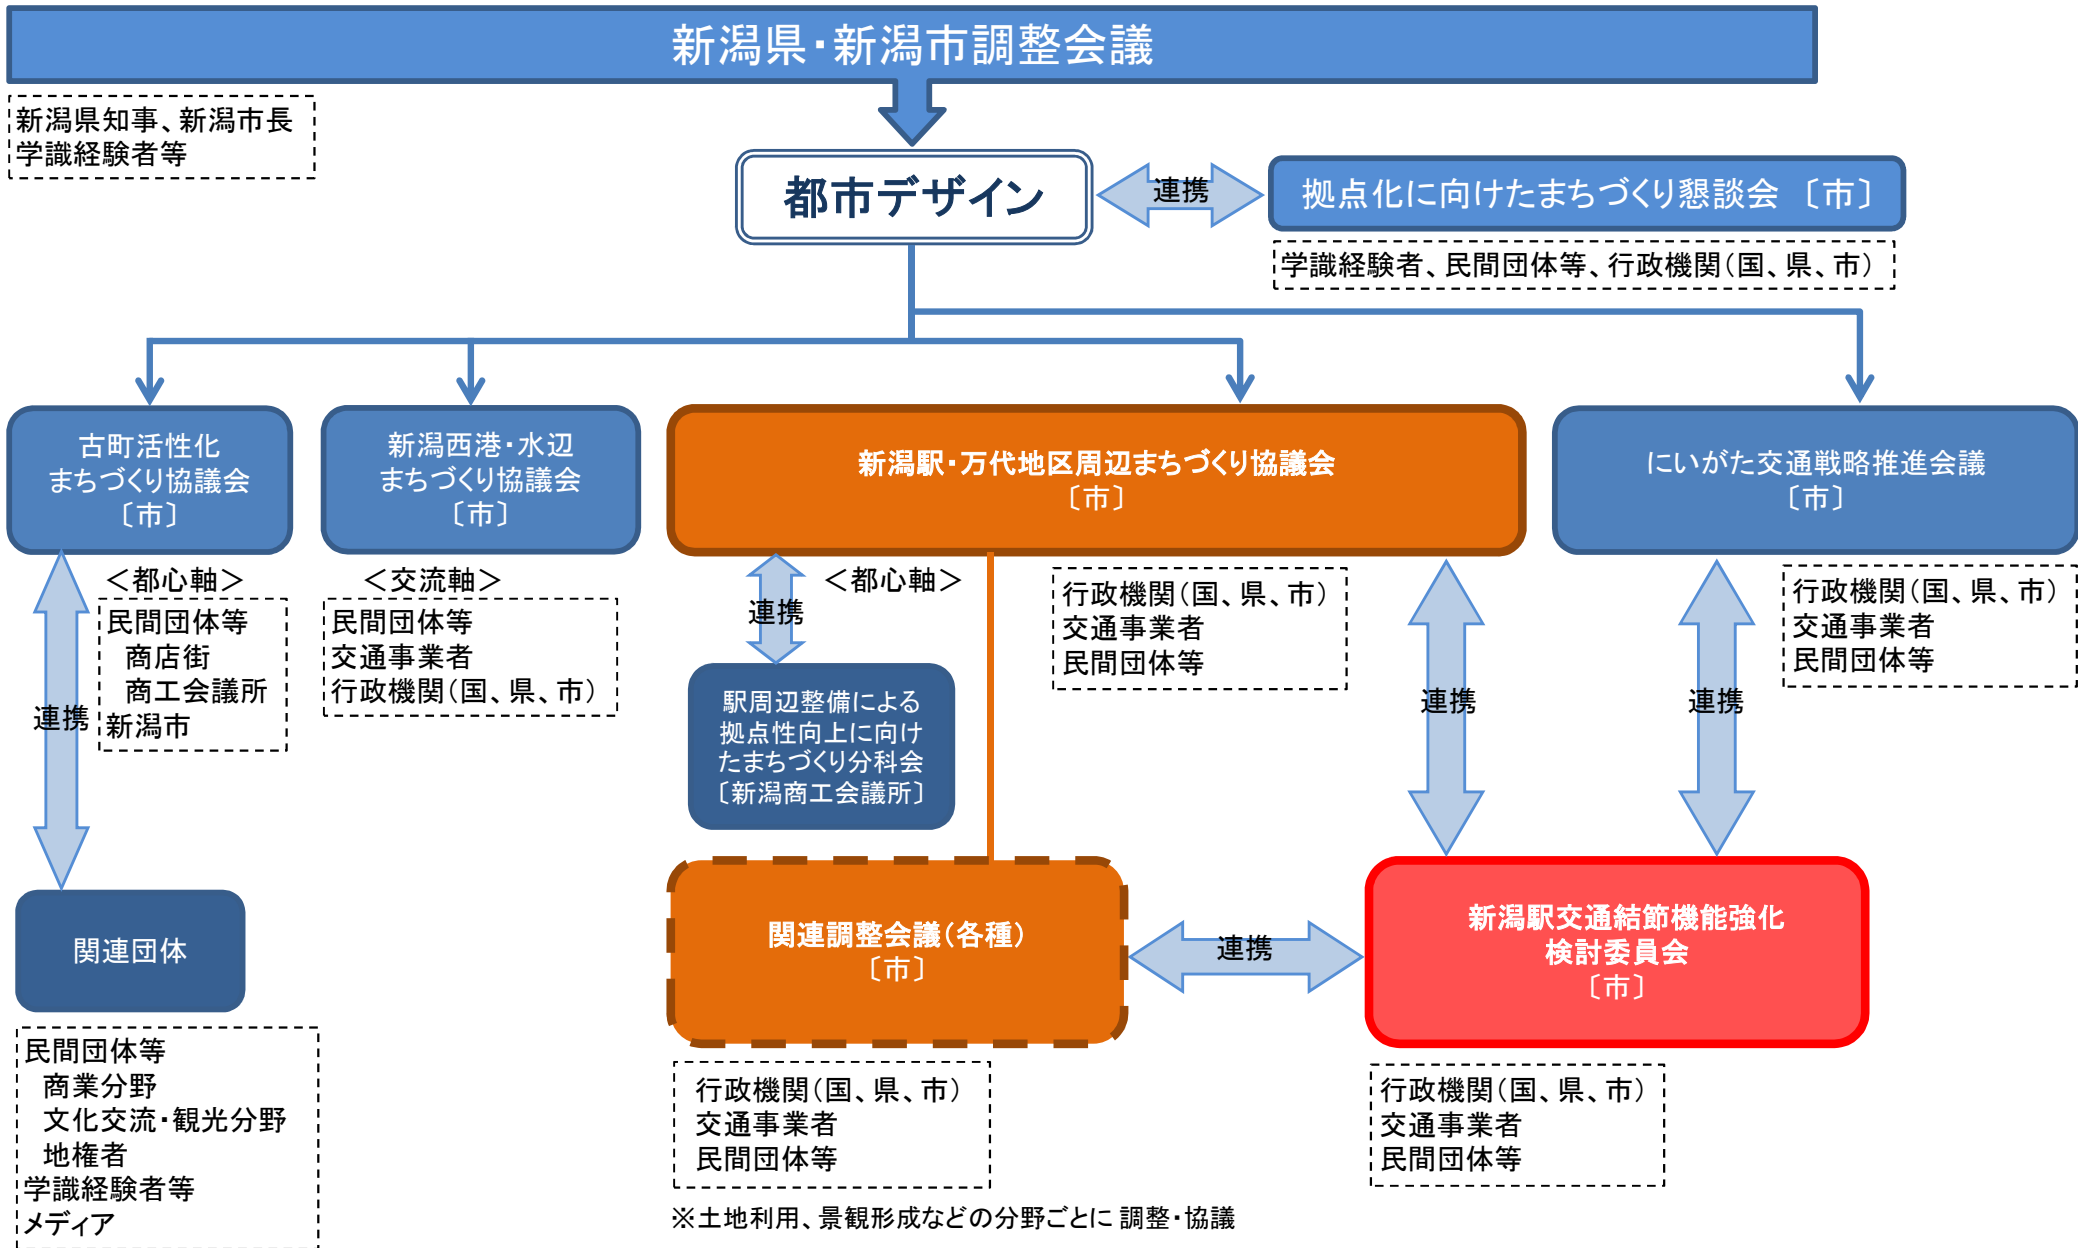 新潟県・新潟市調整会議
新潟県知事、新潟市長
学識経験者等
都市デザイン
連携
拠点化に向けたまちづくり懇談会 〔市〕
学識経験者、民間団体等、行政機関(国、県、市)
古町活性化
まちづくり協議会
〔市〕
新潟西港・水辺
まちづくり協議会
〔市〕
新潟駅・万代地区周辺まちづくり協議会
〔市〕
にいがた交通戦略推進会議
〔市〕
<都心軸>
民間団体等
商店街
商工会議所
新潟市
連携
<交流軸>
民間団体等
交通事業者
行政機関(国、県、市)
連携
<都心軸>
行政機関(国、県、市)
交通事業者
民間団体等
連携
連携
行政機関(国、県、市)
交通事業者
民間団体等
駅周辺整備による
拠点性向上に向け
たまちづくり分科会
〔新潟商工会議所〕
関連団体
民間団体等
商業分野
文化交流・観光分野
地権者
学識経験者等
メディア
関連調整会議(各種)
〔市〕
連携
新潟駅交通結節機能強化
検討委員会
〔市〕
行政機関(国、県、市)
交通事業者
民間団体等
※土地利用、景観形成などの分野ごとに 調整・協議
行政機関(国、県、市)
交通事業者
民間団体等